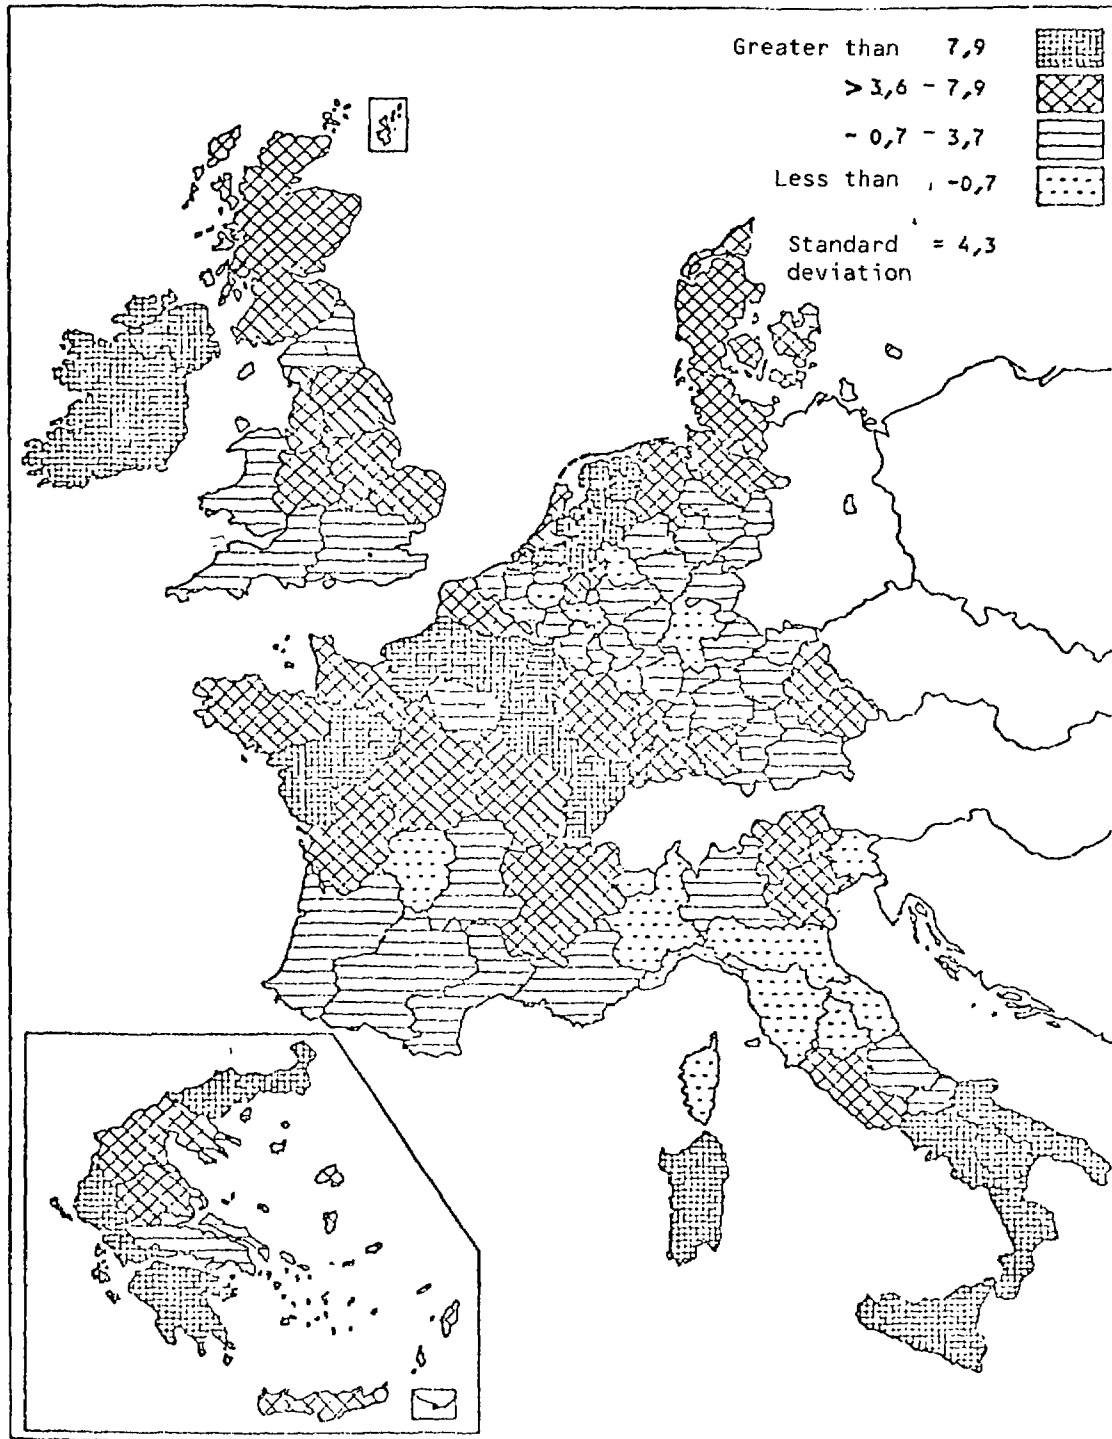 Greater than 7,9
> 3,6 - 7,9
- 0,7 - 3,7
Less than -0,7
Standard = 4,3
deviation